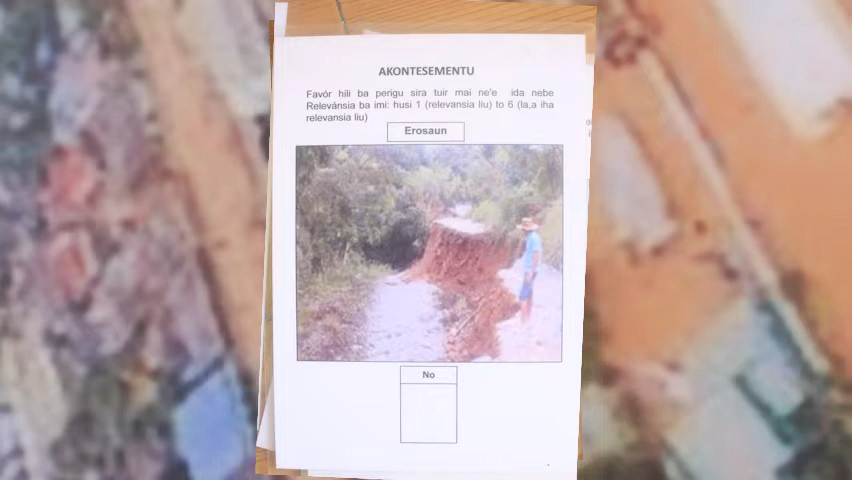 AKONTESEMENTU
Favór hili ba perigu sira tuir mai ne'e ida nebe
Relevánsia ba imi: husi 1 (relevansia liu) to 6 (la,a iha
relevansia liu)
Erosaun
No